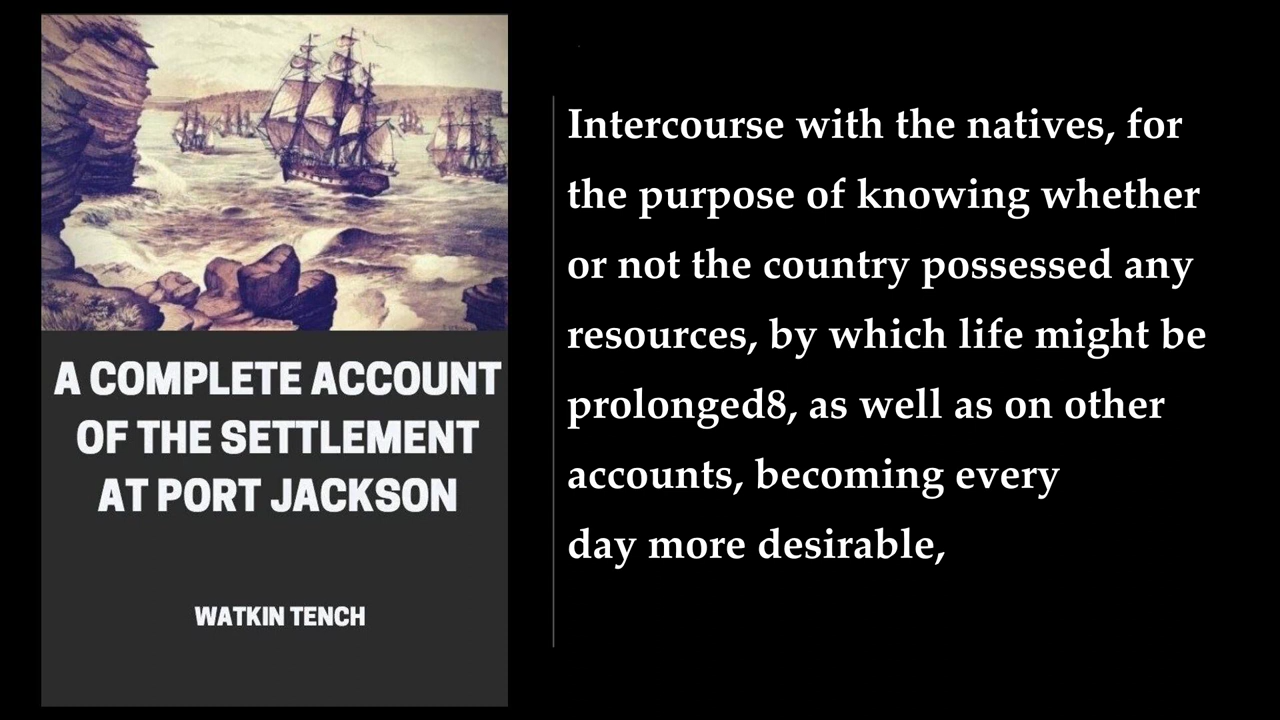 A COMPLETE ACCOUNT
OF THE SETTLEMENT
AT PORT JACKSON
WATKIN TENCH
Intercourse with the natives, for
the purpose of knowing whether
or not the country possessed any
resources, by which life might be
prolonged8, as well as on other
accounts, becoming every
day more desirable,